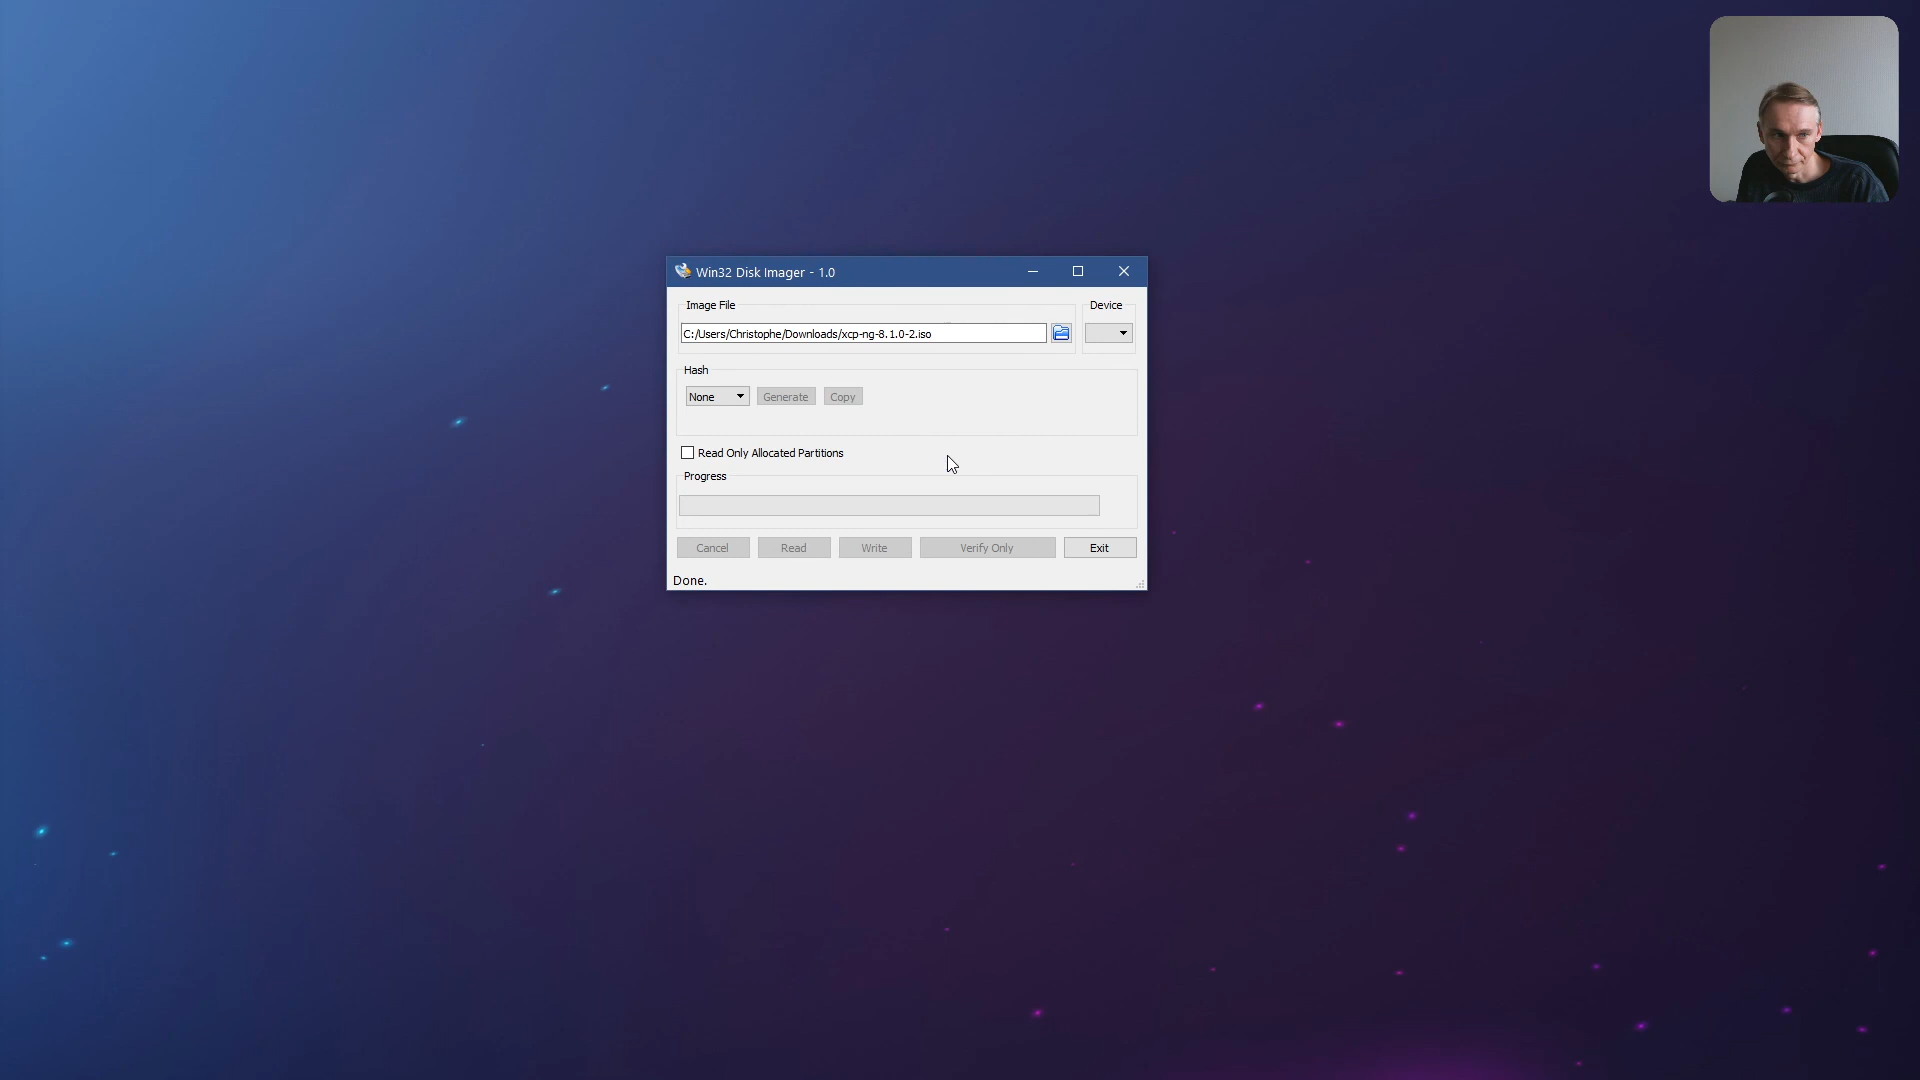 Win32 Disk Imager - 1.0
Image File
Device
C:/Users/Christophe/Downloads/xcp-ng-8.1.0-2.iso
Hash
None
Generate
Copy
Read Only Allocated Partitions
Progress
Cancel
Read
Write
Verify Only
Exit
Done.